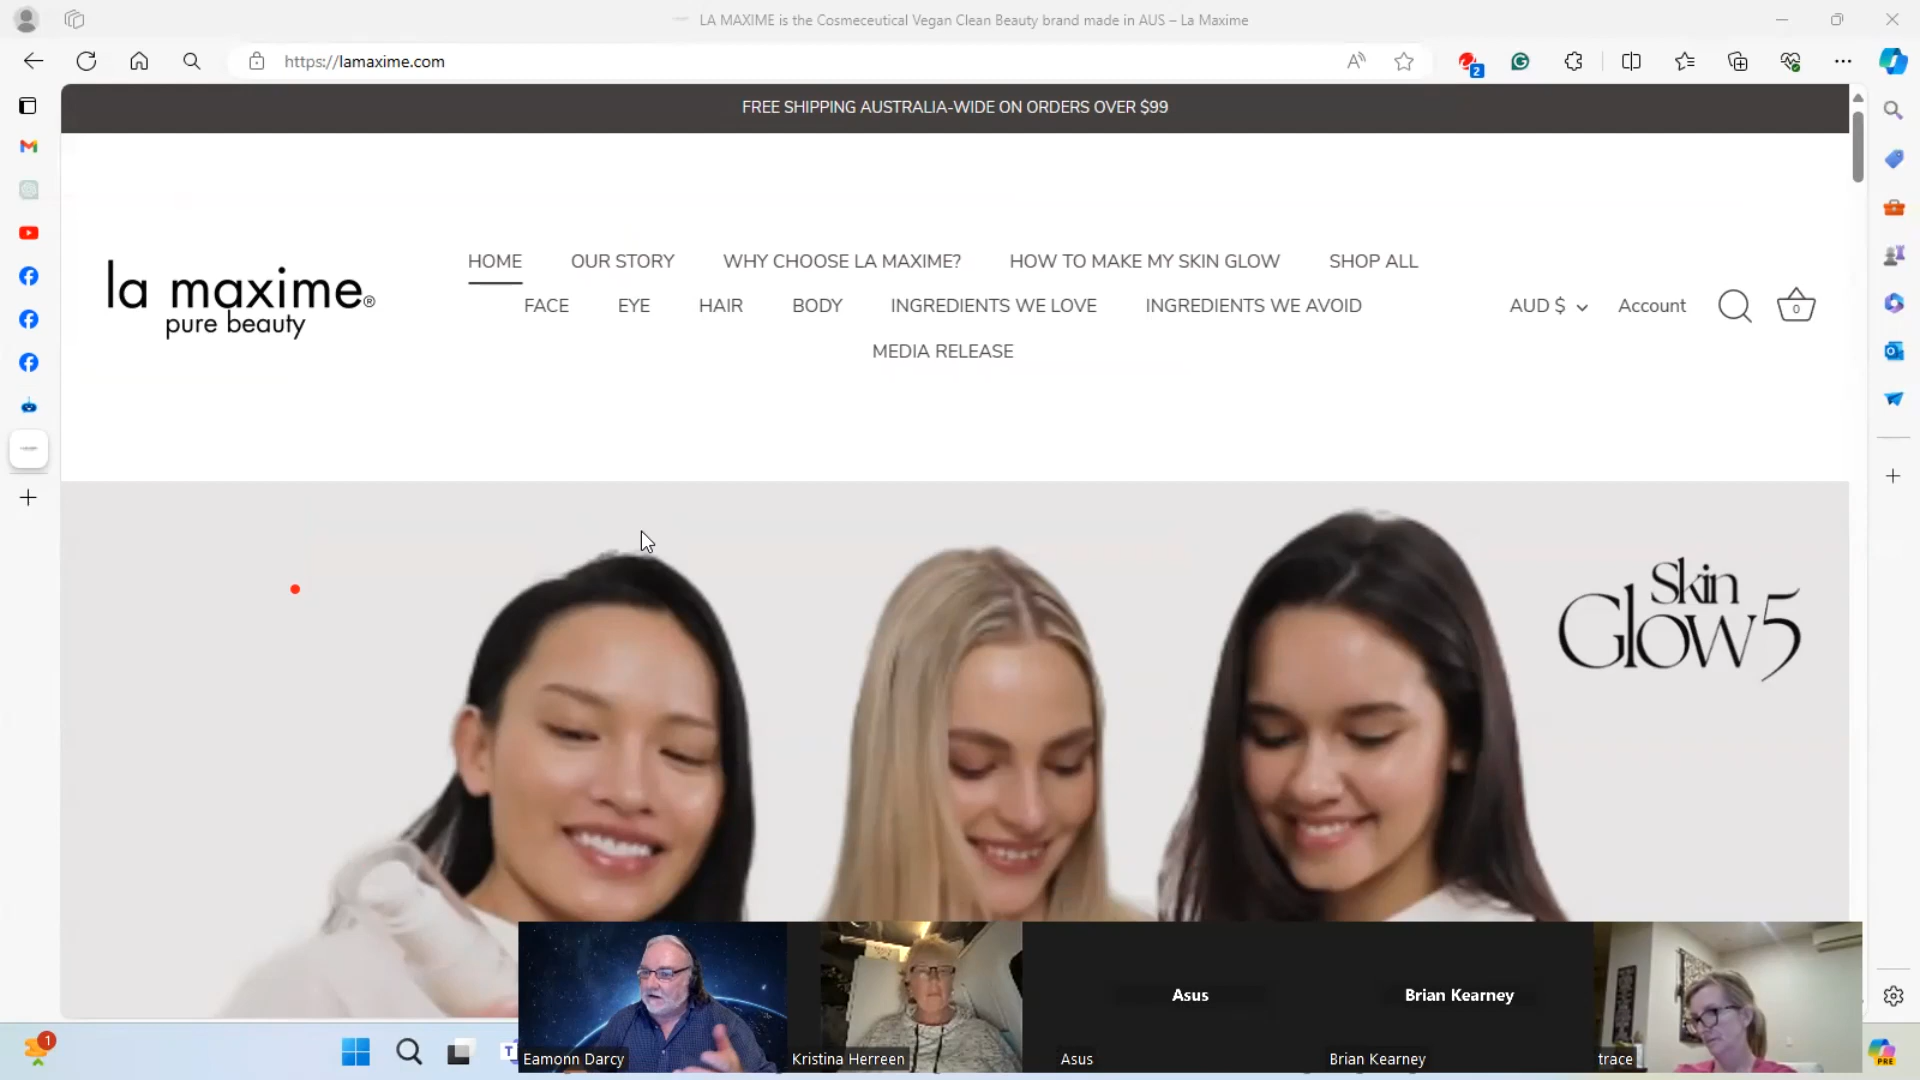 LA MAXIME is the Cosmeceutical Vegan Clean Beauty brand made in AUS – La Maxime
https://lamaxime.com
2
FREE SHIPPING AUSTRALIA-WIDE ON ORDERS OVER $99
HOME OUR STORY WHY CHOOSE LA MAXIME? HOW TO MAKE MY SKIN GLOW SHOP ALL
la maxime®
pure beauty
FACE EYE HAIR BODY INGREDIENTS WE LOVE INGREDIENTS WE AVOID
AUD $ Account 0
MEDIA RELEASE
Skin
Glow5
Asus
Brian Kearney
1
T
Eamonn Darcy
Kristina Herreen
Asus
Brian Kearney
trace
PRE